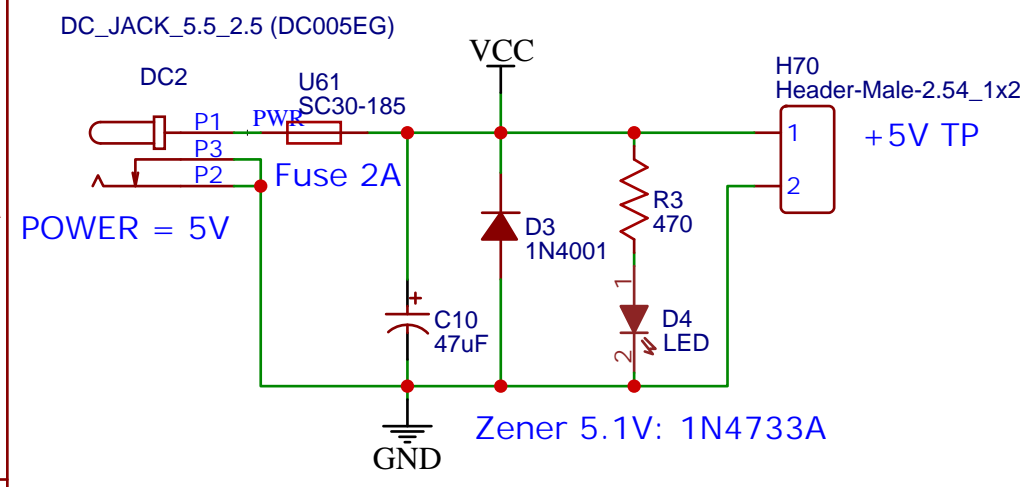 DC_JACK_5.5_2.5 (DC005EG)
DC2
U61
SC30-185
VCC
H70
Header-Male-2.54_1x2
P1
PWR
P3
P2
Fuse 2A
1
2
+5V TP
POWER = 5V
D3
1N4001
R3
470
1
D4
LED
2
+
C10
47uF
Zener 5.1V: 1N4733A
GND